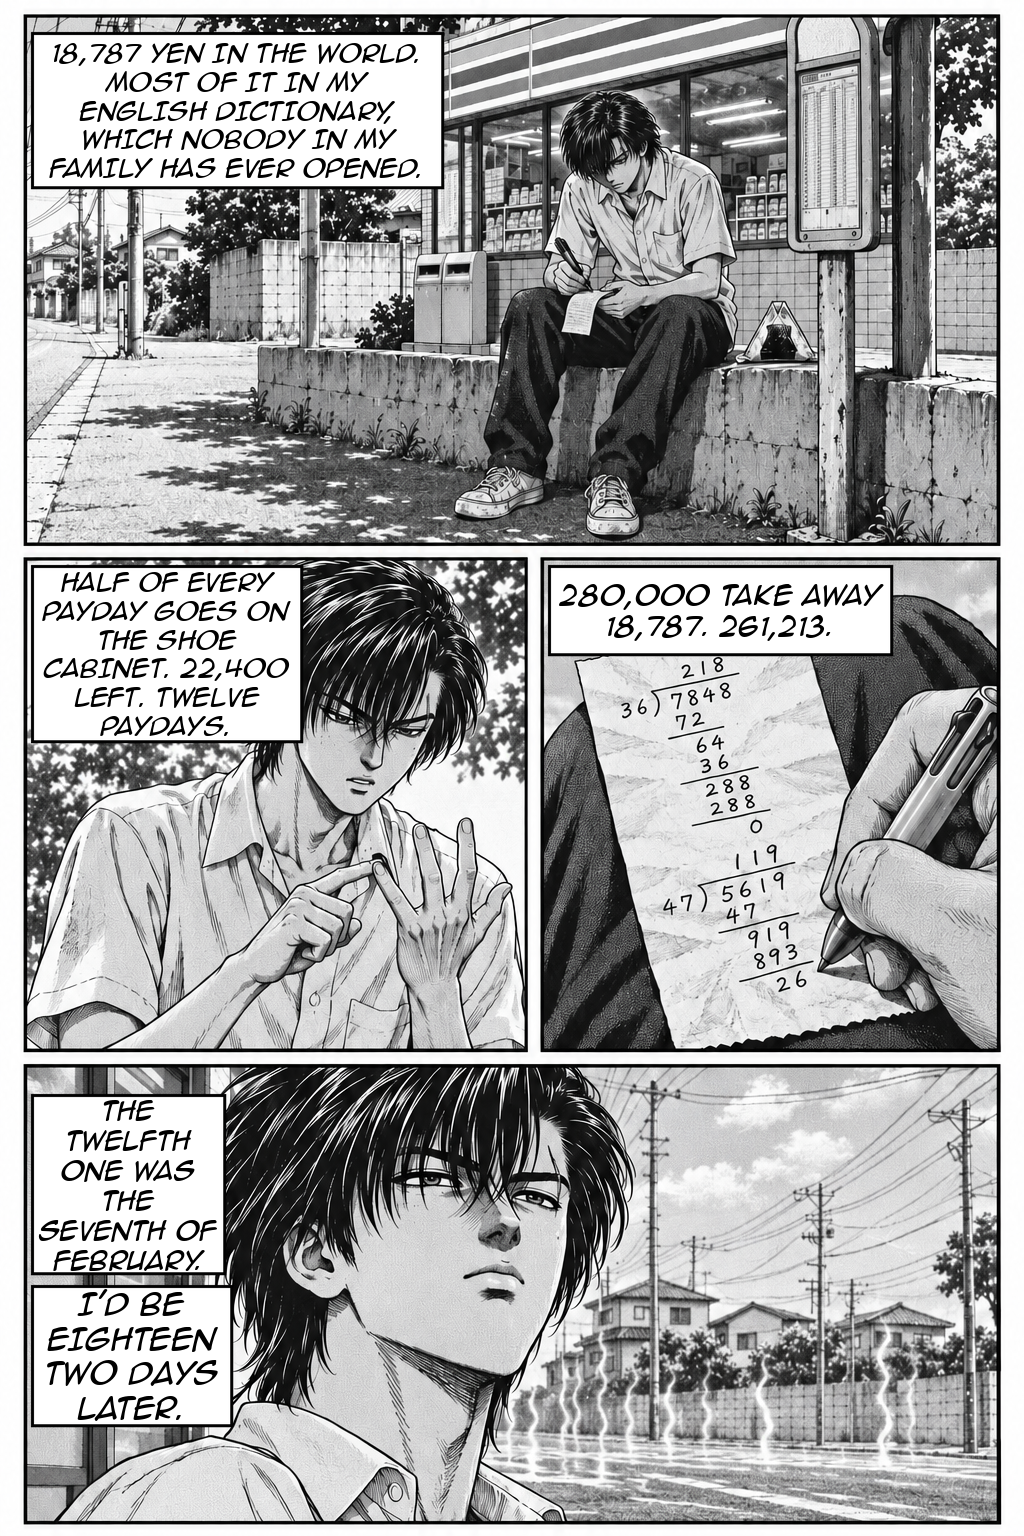 18,787 YEN IN THE WORLD.
MOST OF IT IN MY
ENGLISH DICTIONARY,
WHICH NOBODY IN MY
FAMILY HAS EVER OPENED.
HALF OF EVERY
PAYDAY GOES ON
THE SHOE
CABINET. 22,400
LEFT. TWELVE
PAYDAYS.
280,000 TAKE AWAY
18,787. 261,213.
218
36)7848
72
64
36
288
288
0
119
47)5619
47
919
893
26
THE
TWELFTH
ONE WAS
THE
SEVENTH OF
FEBRUARY.
I'D BE
EIGHTEEN
TWO DAYS
LATER.